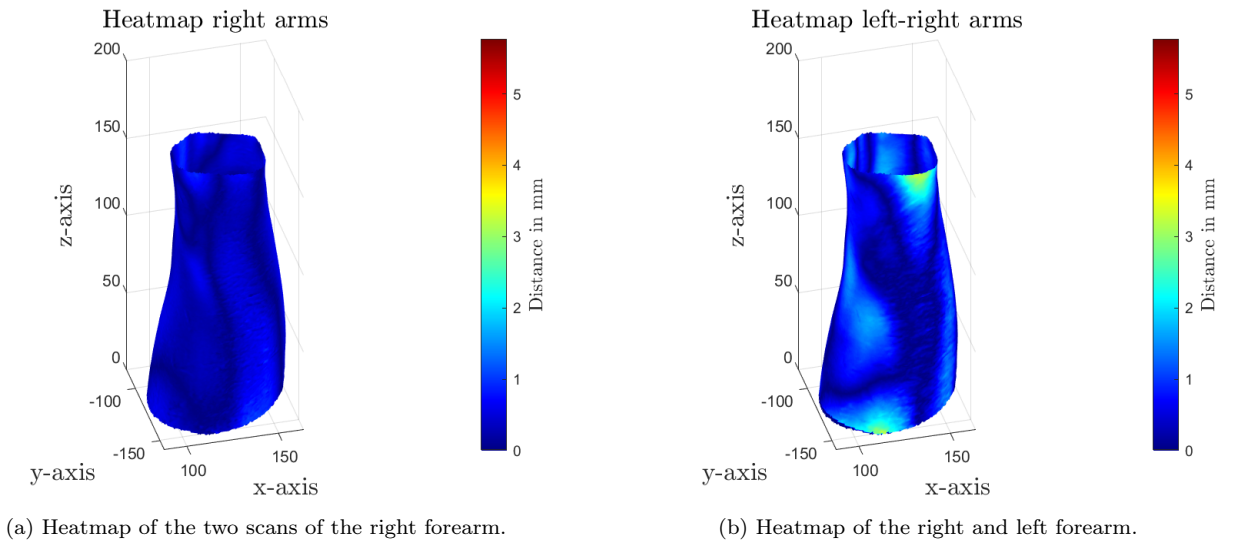 Heatmap right arms
200
150
100
50
0
-100
-150
100
150
z-axis
y-axis
x-axis
5
4
3
2
1
0
Distance in mm
(a) Heatmap of the two scans of the right forearm.
Heatmap left-right arms
200
150
100
50
0
-100
-150
100
150
z-axis
y-axis
x-axis
5
4
3
2
1
0
Distance in mm
(b) Heatmap of the right and left forearm.